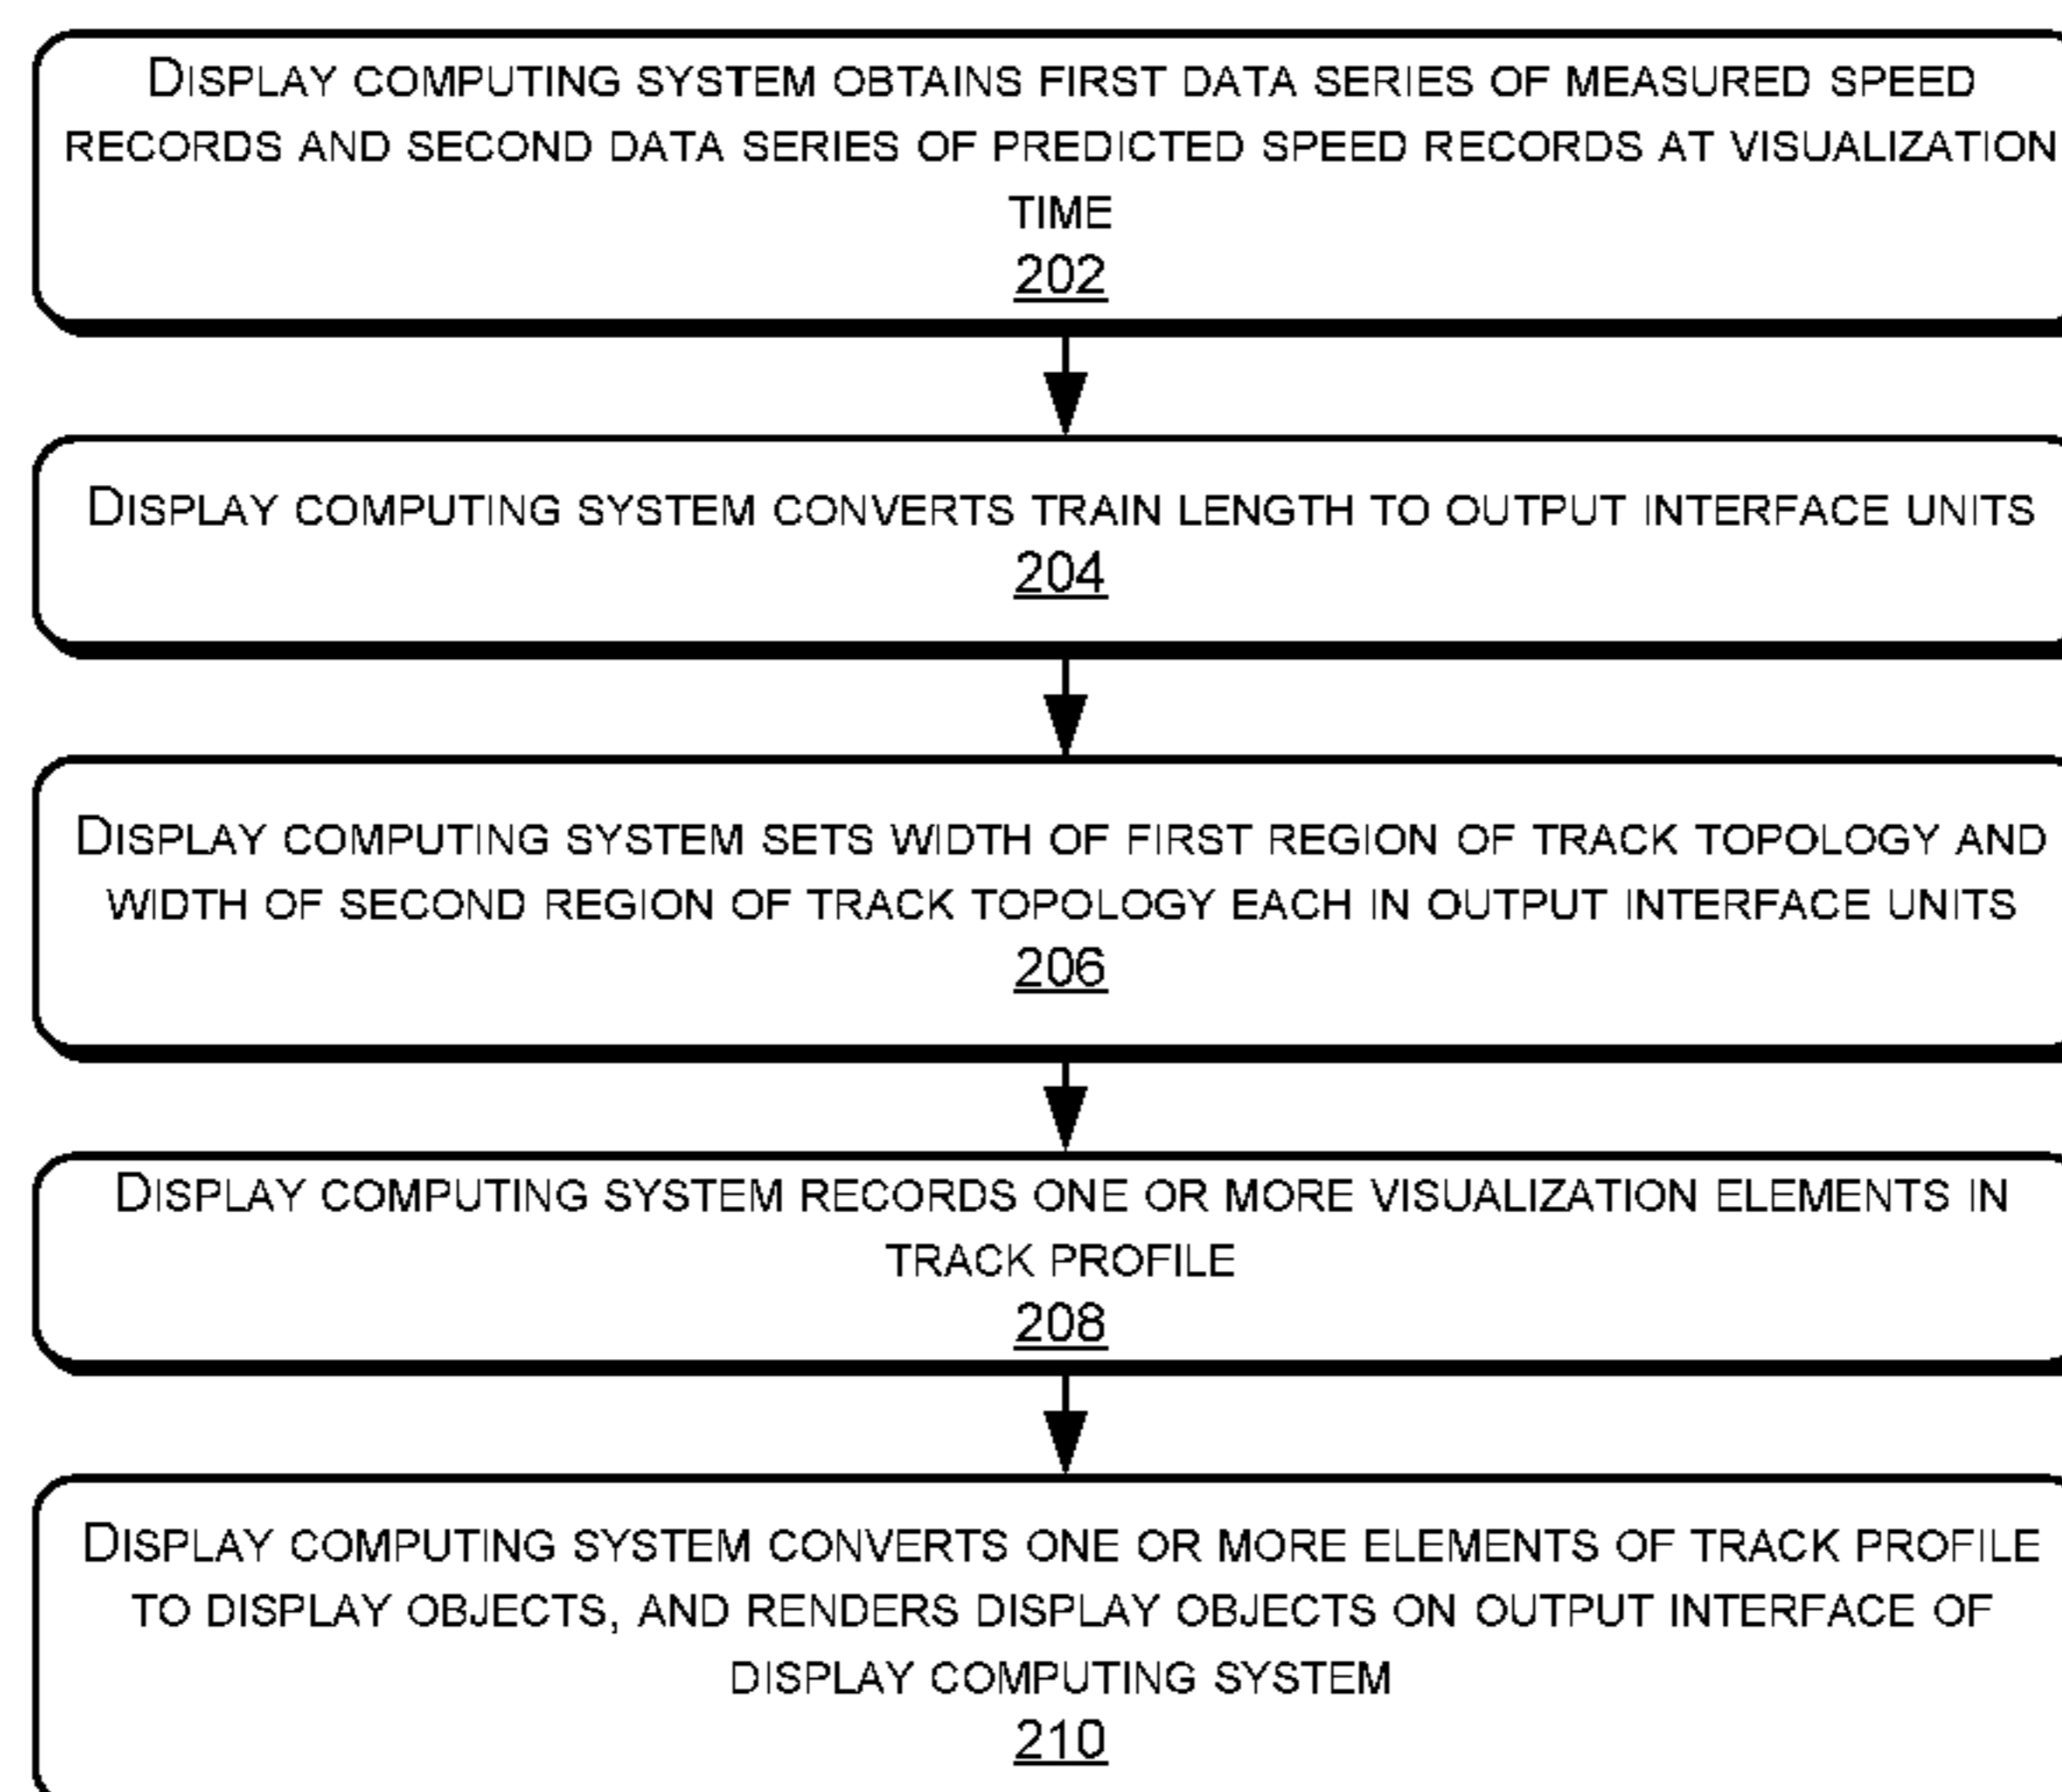 Display computing system obtains first data series of measured speed
records and second data series of predicted speed records at visualization
time
202
Display computing system converts train length to output interface units
204
Display computing system sets width of first region of track topology and
width of second region of track topology each in output interface units
206
Display computing system records one or more visualization elements in
track profile
208
Display computing system converts one or more elements of track profile
to display objects, and renders display objects on output interface of
display computing system
210